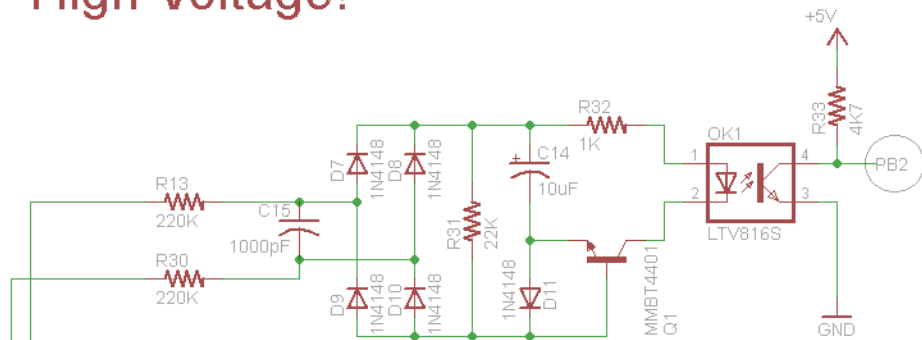 High Voltage!
+5V
R32
1K
R33
4K7
OK1
1
4
PB2
D7
1N4148
D8
1N4148
C14
+
10uF
2
3
LTV816S
R13
220K
C15
1000pF
R31
22K
R30
220K
D9
1N4148
D10
1N4148
1N4148
D11
MMBT4401
Q1
GND